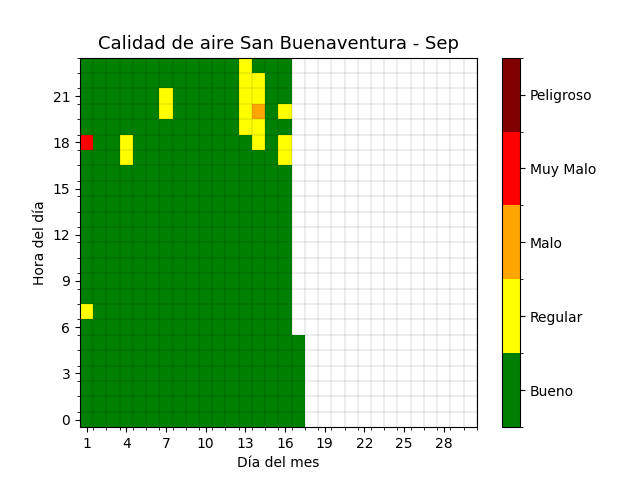 Calidad de aire San Buenaventura - Sep
Hora del día
21
18
15
12
9
6
3
0
1 4 7 10 13 16 19 22 25 28
Día del mes
Peligroso
Muy Malo
Malo
Regular
Bueno